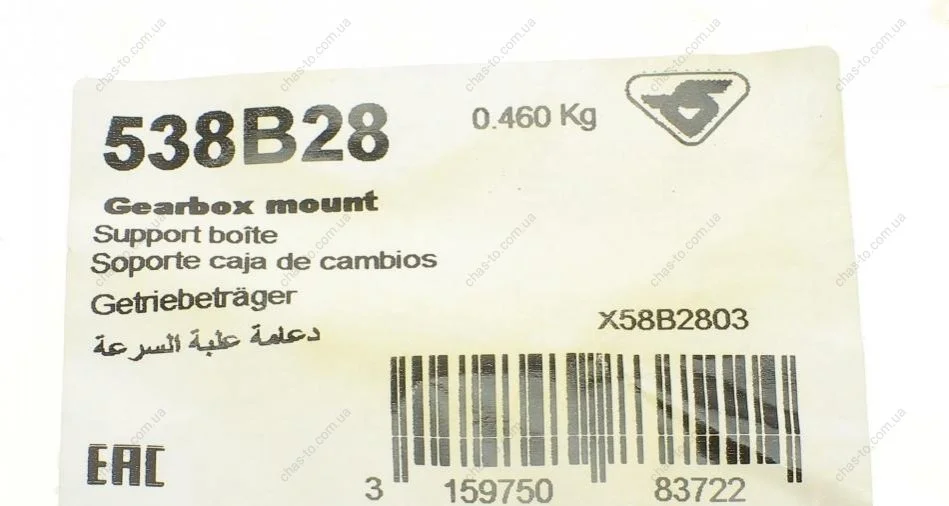 538B28
0.460 Kg
Gearbox mount
Support boîte
Soporte caja de cambios
Getriebeträger
X58B2803
دعامة علبة السرعة
EAC
3 159750 83722
chas-to.com.ua